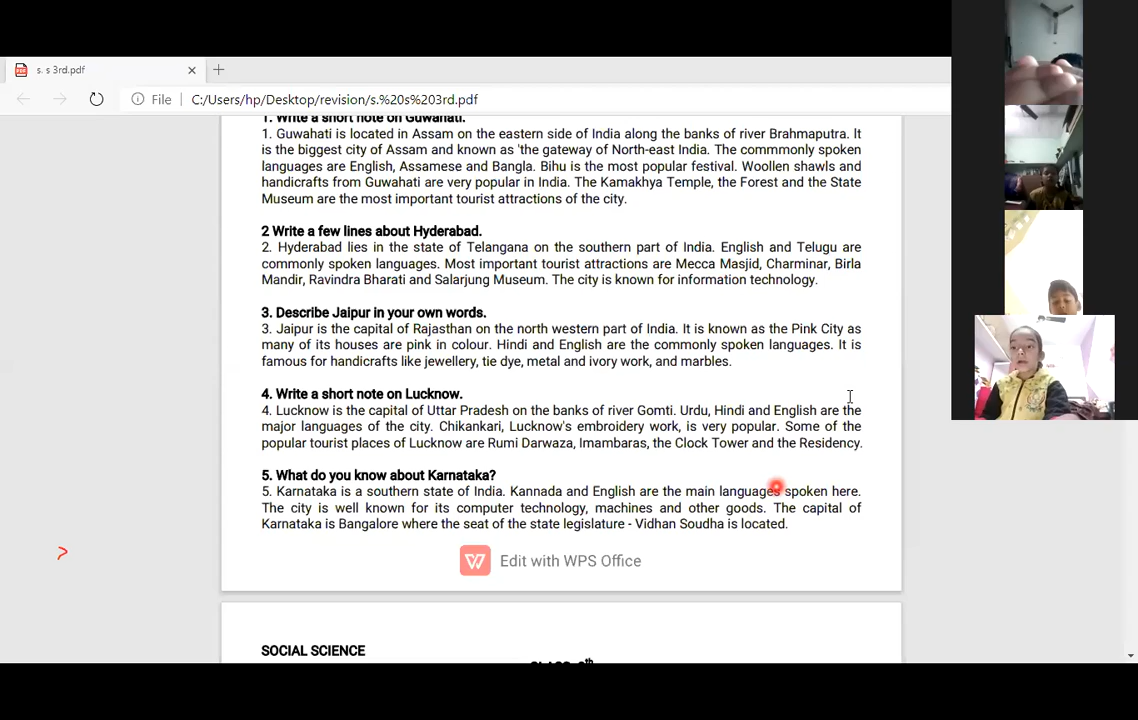 s. s 3rd.pdf
File
C:/Users/hp/Desktop/revision/s.%20s%203rd.pdf
1. Write a short note on Guwahati.
1. Guwahati is located in Assam on the eastern side of India along the banks of river Brahmaputra. It
is the biggest city of Assam and known as 'the gateway of North-east India. The commmonly spoken
languages are English, Assamese and Bangla. Bihu is the most popular festival. Woollen shawls and
handicrafts from Guwahati are very popular in India. The Kamakhya Temple, the Forest and the State
Museum are the most important tourist attractions of the city.
2 Write a few lines about Hyderabad.
2. Hyderabad lies in the state of Telangana on the southern part of India. English and Telugu are
commonly spoken languages. Most important tourist attractions are Mecca Masjid, Charminar, Birla
Mandir, Ravindra Bharati and Salarjung Museum. The city is known for information technology.
3. Describe Jaipur in your own words.
3. Jaipur is the capital of Rajasthan on the north western part of India. It is known as the Pink City as
many of its houses are pink in colour. Hindi and English are the commonly spoken languages. It is
famous for handicrafts like jewellery, tie dye, metal and ivory work, and marbles.
4. Write a short note on Lucknow.
4. Lucknow is the capital of Uttar Pradesh on the banks of river Gomti. Urdu, Hindi and English are the
major languages of the city. Chikankari, Lucknow's embroidery work, is very popular. Some of the
popular tourist places of Lucknow are Rumi Darwaza, Imambaras, the Clock Tower and the Residency.
5. What do you know about Karnataka?
5. Karnataka is a southern state of India. Kannada and English are the main languages spoken here.
The city is well known for its computer technology, machines and other goods. The capital of
Karnataka is Bangalore where the seat of the state legislature - Vidhan Soudha is located.
Edit with WPS Office
SOCIAL SCIENCE